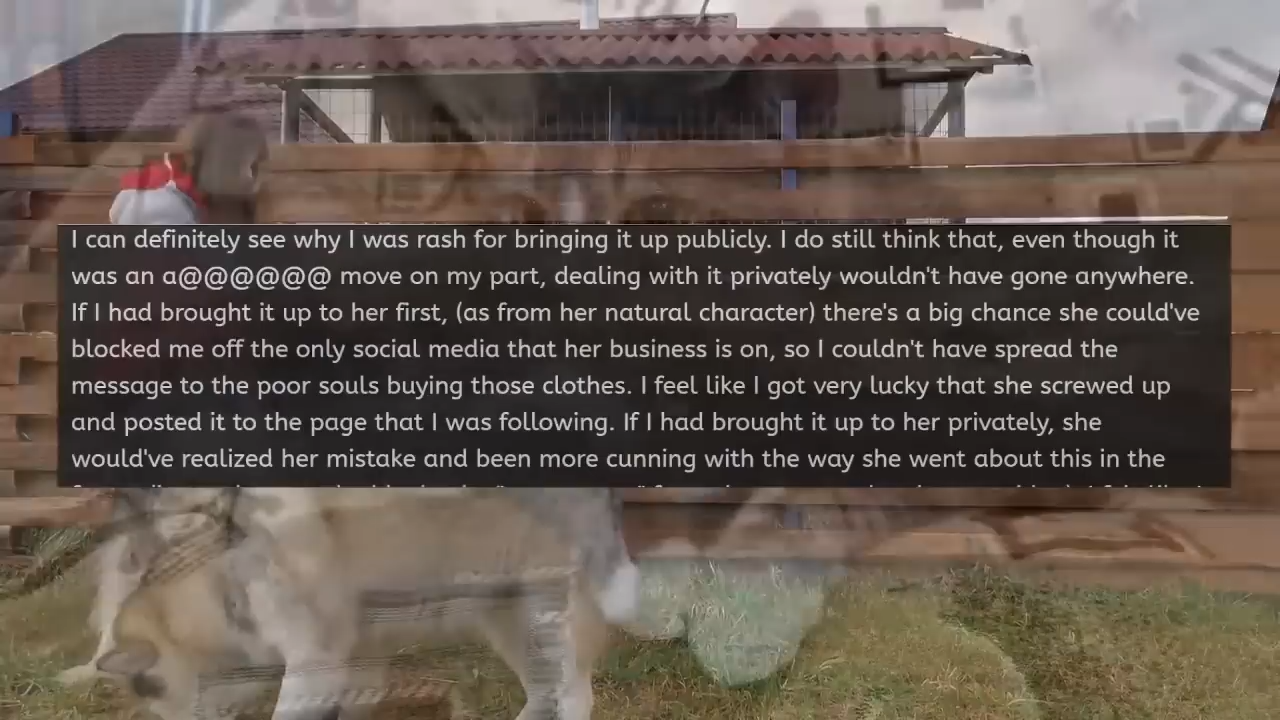 I can definitely see why I was rash for bringing it up publicly. I do still think that, even though it
was an a@@@@@@ move on my part, dealing with it privately wouldn't have gone anywhere.
If I had brought it up to her first, (as from her natural character) there's a big chance she could've
blocked me off the only social media that her business is on, so I couldn't have spread the
message to the poor souls buying those clothes. I feel like I got very lucky that she screwed up
and posted it to the page that I was following. If I had brought it up to her privately, she
would've realized her mistake and been more cunning with the way she went about this in the